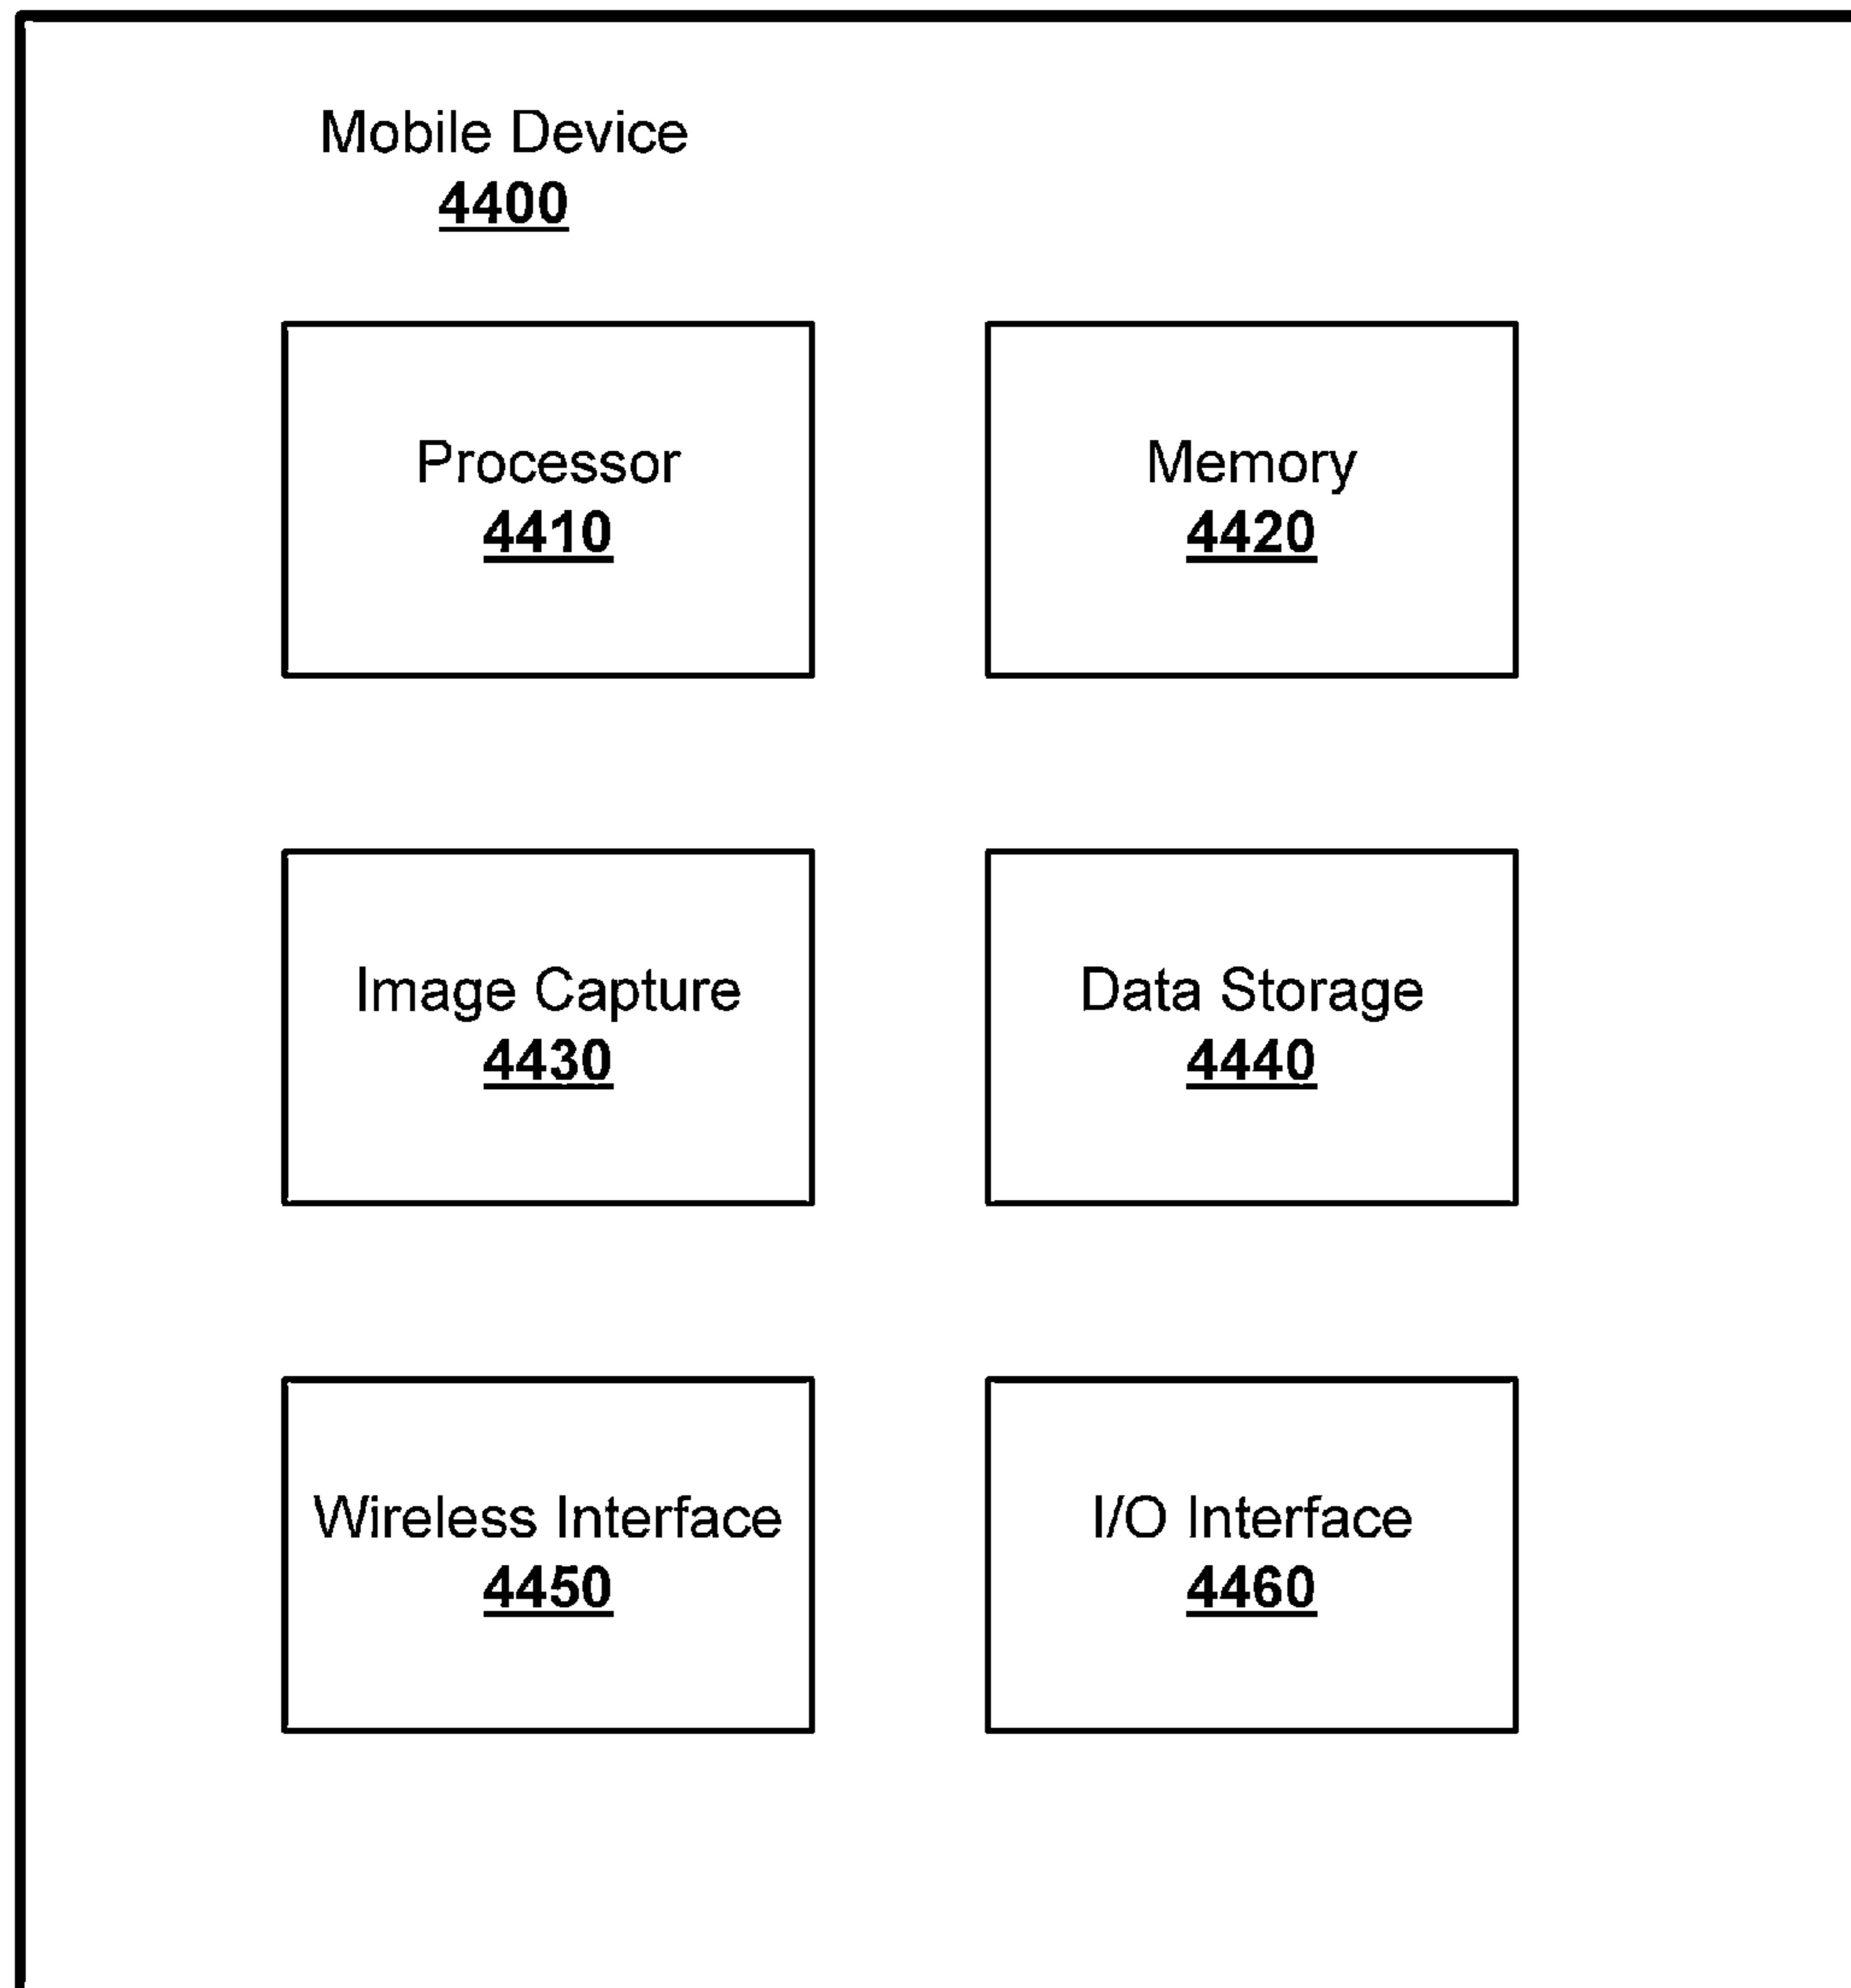 Mobile Device
4400
Processor
4410
Memory
4420
Image Capture
4430
Data Storage
4440
Wireless Interface
4450
I/O Interface
4460